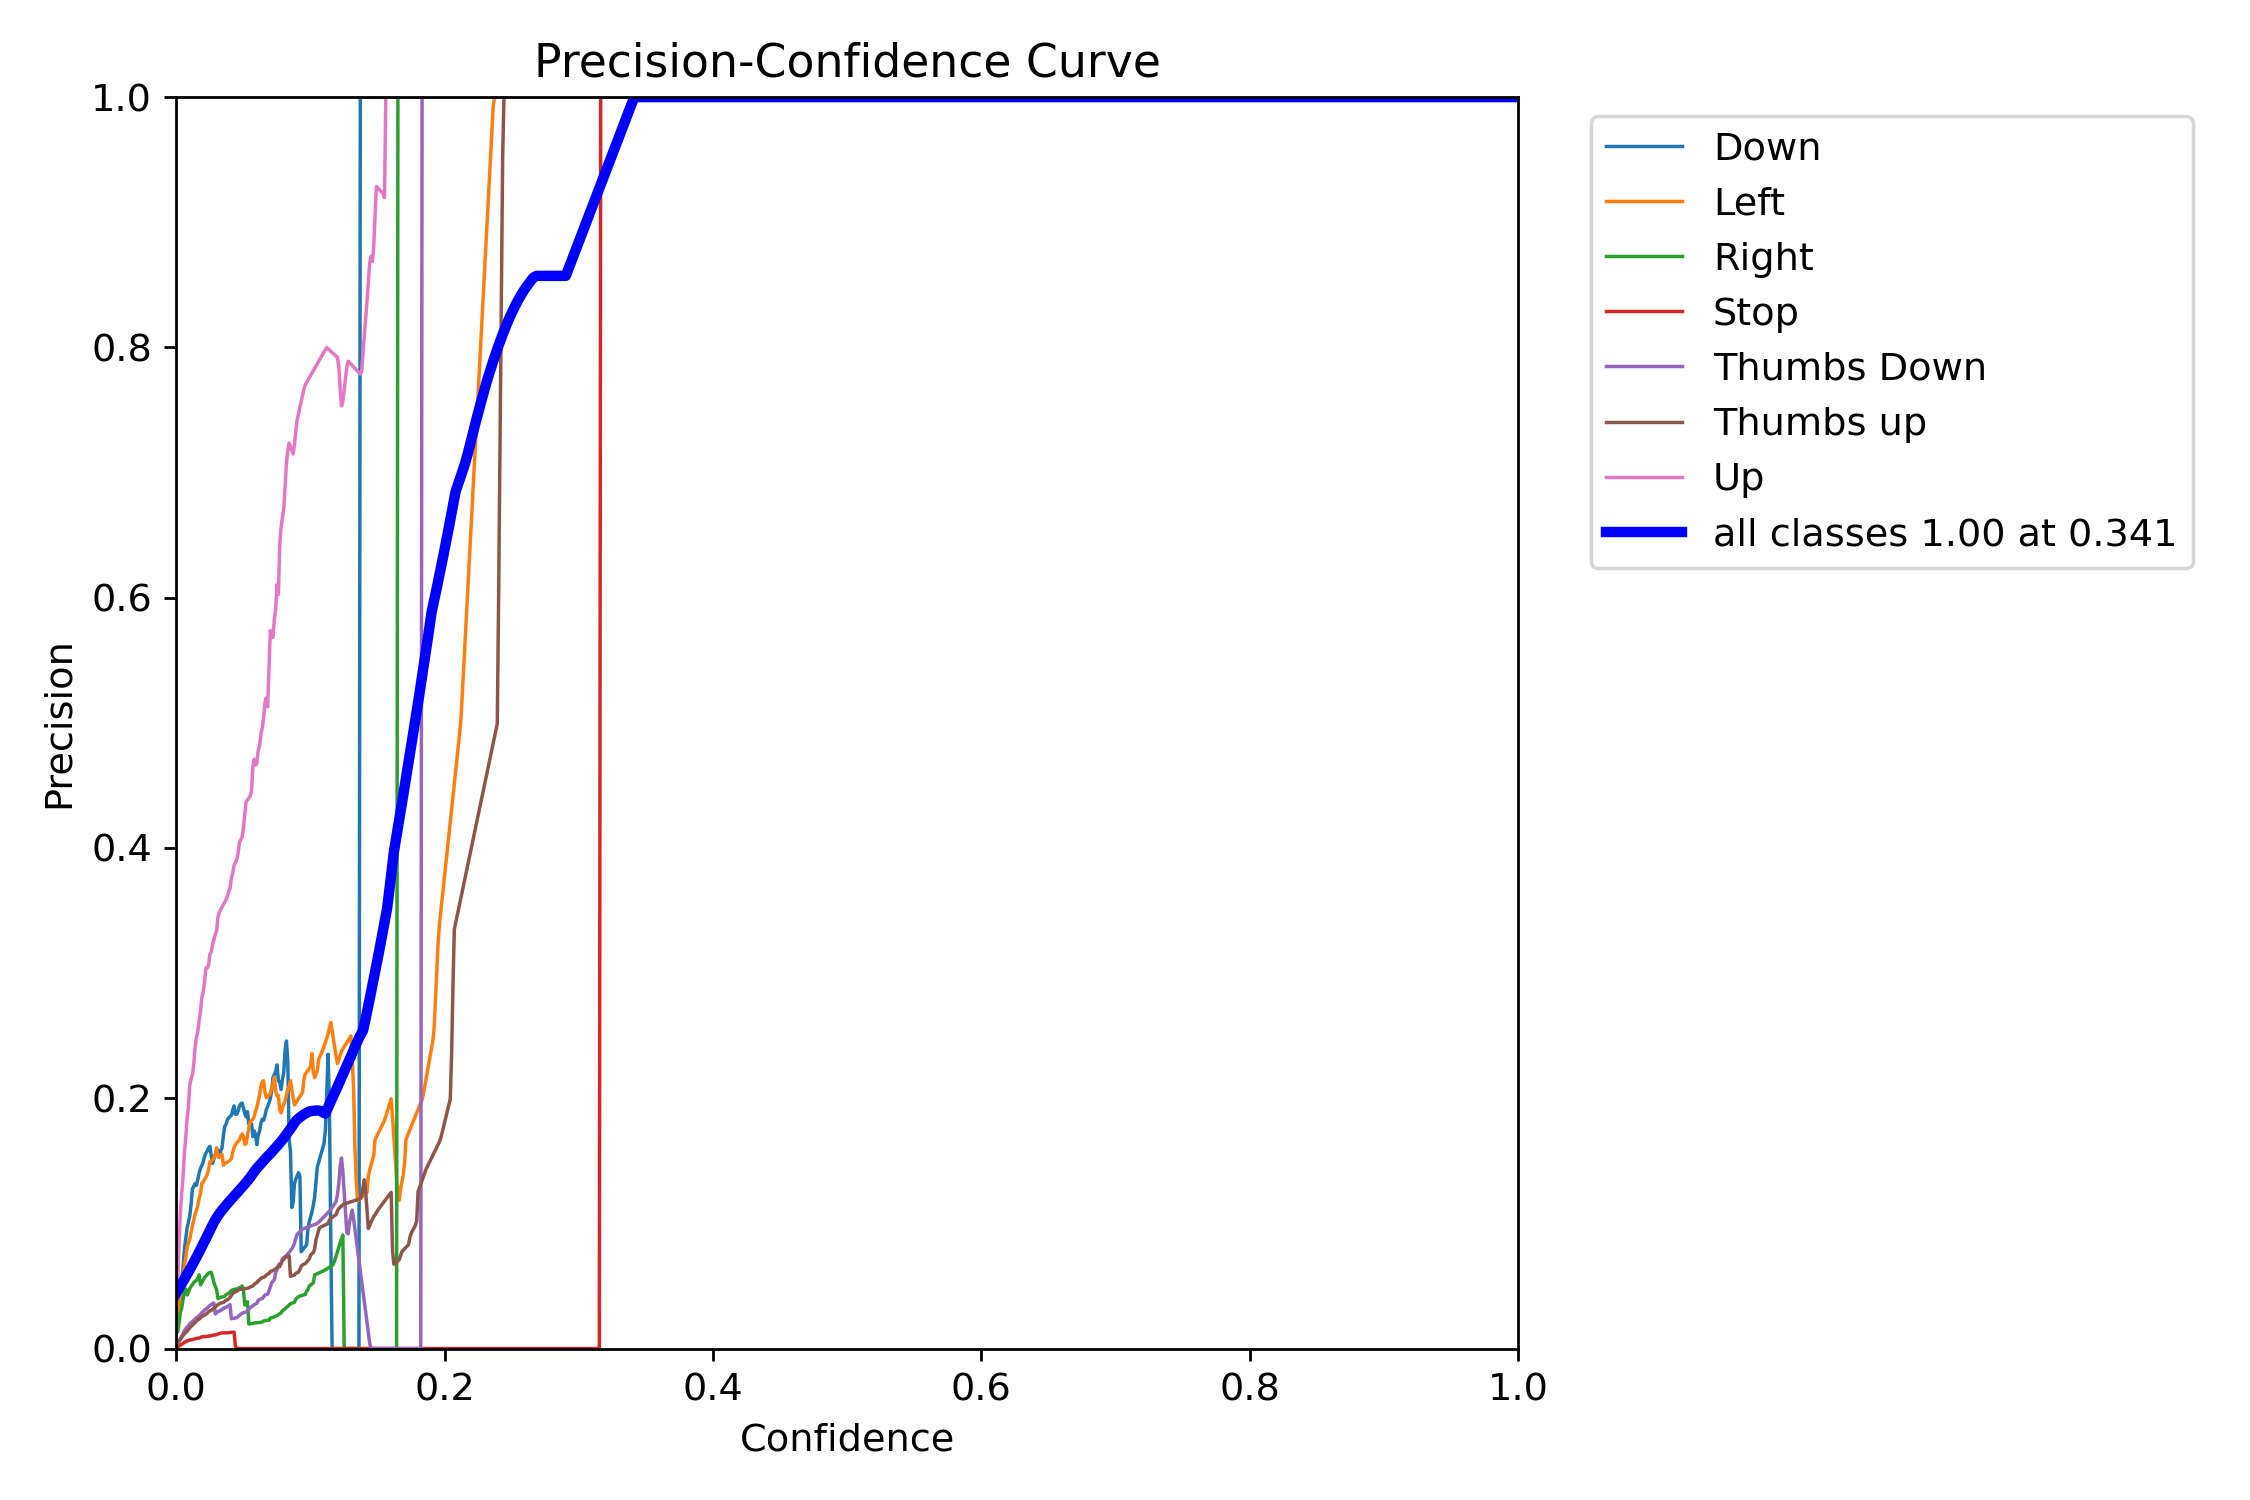 Precision-Confidence Curve
1.0
0.8
0.6
0.4
0.2
0.0
Precision
0.0 0.2 0.4 0.6 0.8 1.0
Confidence
Down
Left
Right
Stop
Thumbs Down
Thumbs up
Up
all classes 1.00 at 0.341